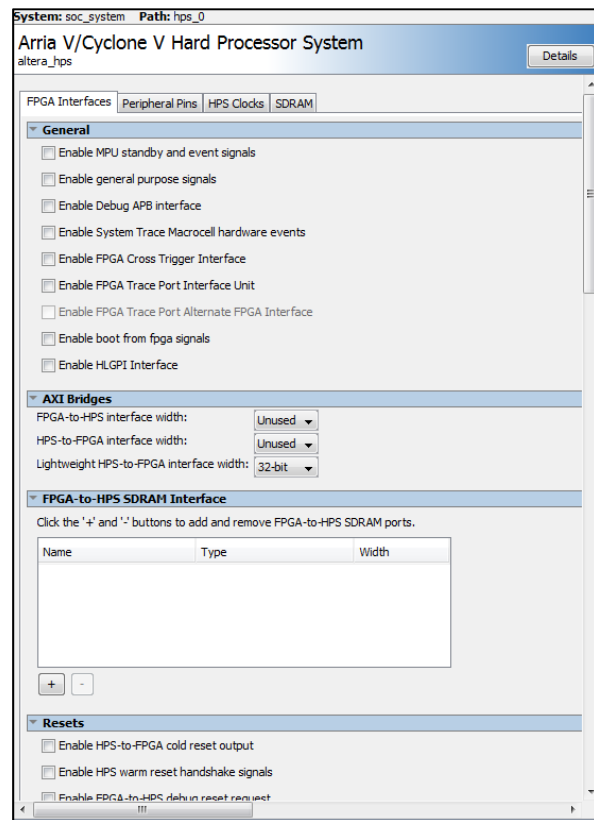 System: soc_system Path: hps_0
Arria V/Cyclone V Hard Processor System
altera_hps
Details
FPGA Interfaces Peripheral Pins HPS Clocks SDRAM
General
Enable MPU standby and event signals
Enable general purpose signals
Enable Debug APB interface
Enable System Trace Macrocell hardware events
Enable FPGA Cross Trigger Interface
Enable FPGA Trace Port Interface Unit
Enable FPGA Trace Port Alternate FPGA Interface
Enable boot from fpga signals
Enable HLGPI Interface
AXI Bridges
FPGA-to-HPS interface width: Unused
HPS-to-FPGA interface width: Unused
Lightweight HPS-to-FPGA interface width: 32-bit
FPGA-to-HPS SDRAM Interface
Click the '+' and '-' buttons to add and remove FPGA-to-HPS SDRAM ports.
Name Type Width
+ -
Resets
Enable HPS-to-FPGA cold reset output
Enable HPS warm reset handshake signals
Enable FPGA-to-HPS debug reset request